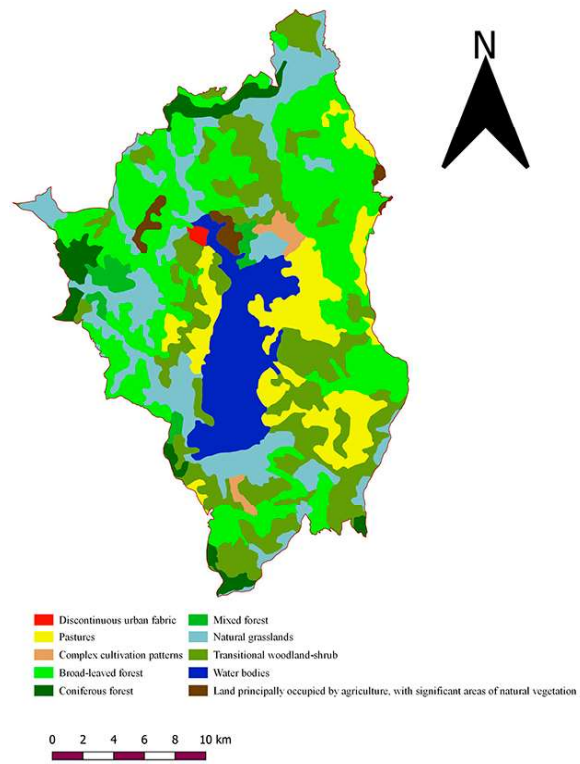 N
Discontinuous urban fabric
Pastures
Complex cultivation patterns
Broad-leaved forest
Coniferous forest
Mixed forest
Natural grasslands
Transitional woodland-shrub
Water bodies
Land principally occupied by agriculture, with significant areas of natural vegetation
0 2 4 6 8 10 km